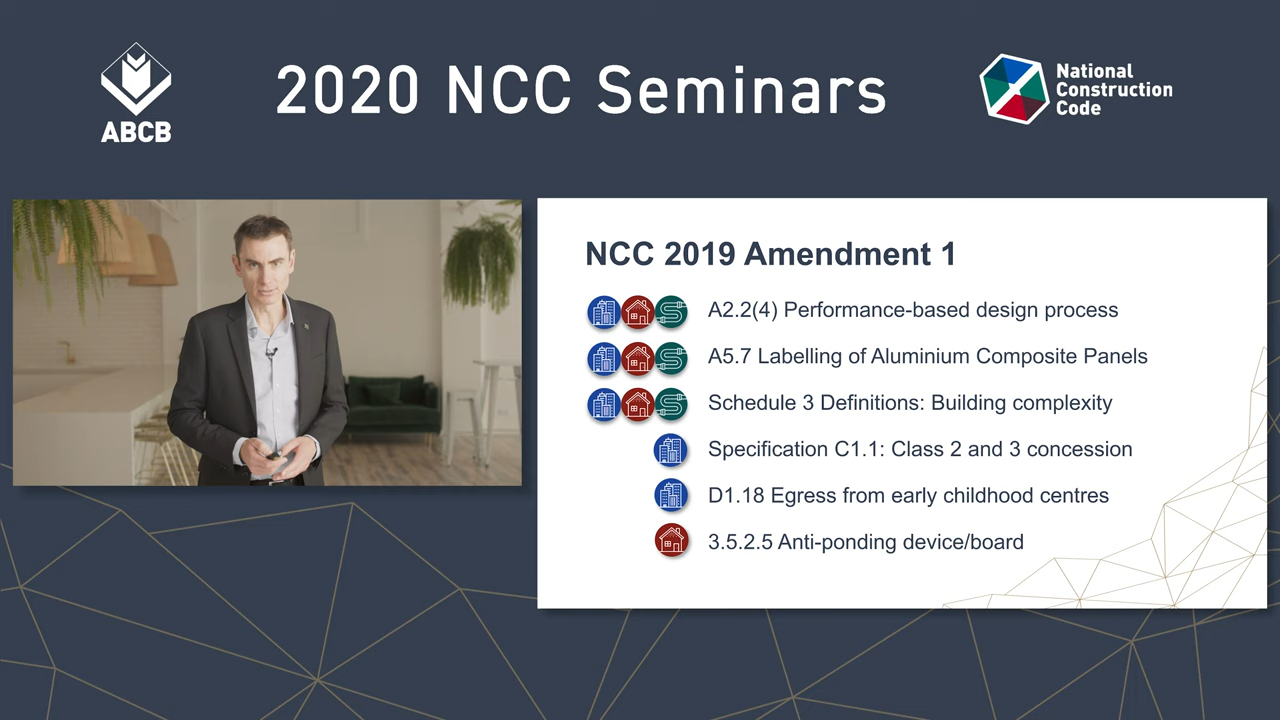 ABCB
2020 NCC Seminars
National
Construction
Code
NCC 2019 Amendment 1
A2.2(4) Performance-based design process
A5.7 Labelling of Aluminium Composite Panels
Schedule 3 Definitions: Building complexity
Specification C1.1: Class 2 and 3 concession
D1.18 Egress from early childhood centres
3.5.2.5 Anti-ponding device/board